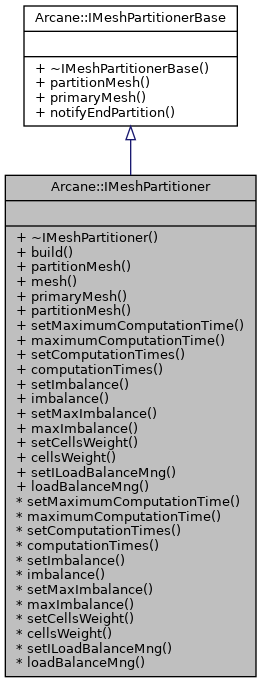 Arcane::IMeshPartitionerBase
+ ~IMeshPartitionerBase()
+ partitionMesh()
+ primaryMesh()
+ notifyEndPartition()
Arcane::IMeshPartitioner
+ ~IMeshPartitioner()
+ build()
+ partitionMesh()
+ mesh()
+ primaryMesh()
+ partitionMesh()
+ setMaximumComputationTime()
+ maximumComputationTime()
+ setComputationTimes()
+ computationTimes()
+ setImbalance()
+ imbalance()
+ setMaxImbalance()
+ maxImbalance()
+ setCellsWeight()
+ cellsWeight()
+ setILoadBalanceMng()
+ loadBalanceMng()
* setMaximumComputationTime()
* maximumComputationTime()
* setComputationTimes()
* computationTimes()
* setImbalance()
* imbalance()
* setMaxImbalance()
* maxImbalance()
* setCellsWeight()
* cellsWeight()
* setILoadBalanceMng()
* loadBalanceMng()